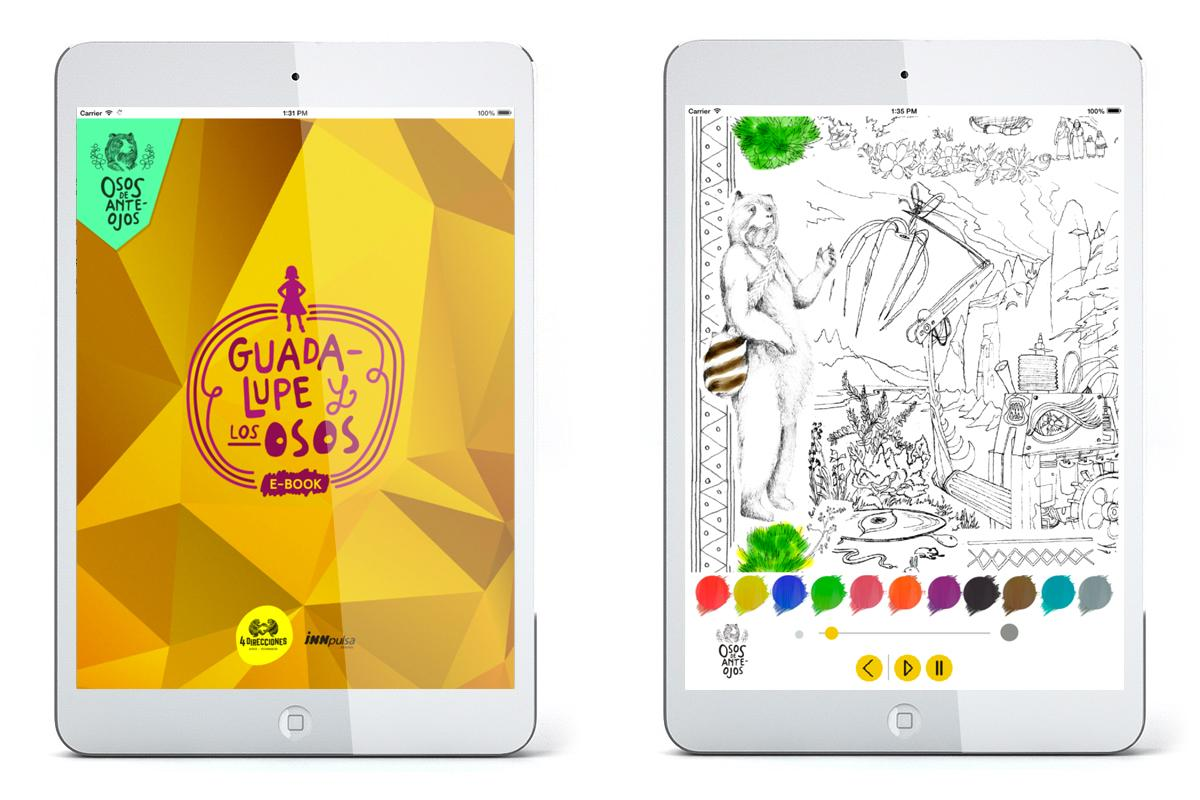 Carrier
1:31 PM
100%
OSOS
DE
ANTE-
OJOS
GUADA-
LUPE y
LOS OSOS
E-BOOK
4 DIRECCIONES
iNNpulsa
Carrier
1:35 PM
100%
OSOS
DE
ANTE-
OJOS